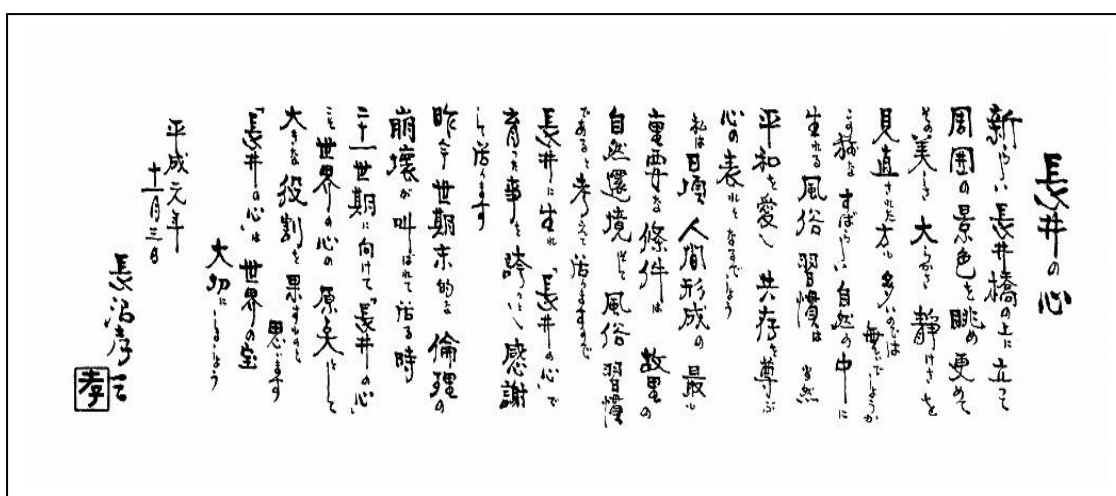 長井の心
新らしい長井橋の上に立つて
周囲の景色を眺め更めて
その美しさ大らかさ静けさを
見直された方も多いのでは
無いでしょうか
この様なすばらしい自然の中に
生れる風俗習慣は当然
平和を愛し共存を尊ぶ
心の表れとなるでしょう
私は日頃人間形成の最も
重要な條件は故里の
自然還境そして風俗習慣
であると考えて居りますので
長井に生れ「長井の心」で
育った事を誇りとし感謝
して居ります
昨今世期末的な倫理の
崩壊が叫ばれて居る時
二十一世期に向けて「長井の心」
こそ世界の心の原点として
大きな役割を果すものと
思います
「長井の心」は世界の宝
大切にしましょう
平成元年
十一月三日
長沼孝三
孝